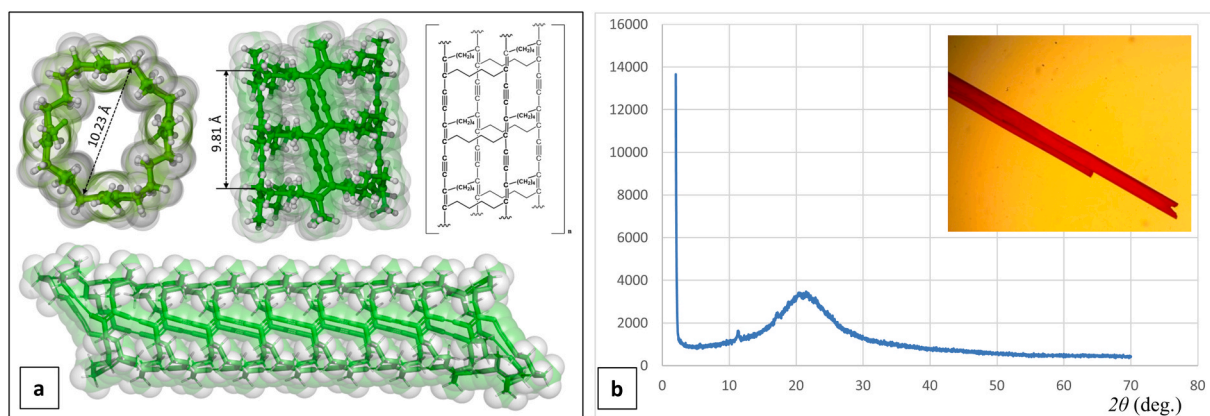 10.23 Å
9.81 Å
(CH₂)₄
(CH₂)₄
(CH₂)₄
(CH₂)₄
(CH₂)₄
(CH₂)₄
n
a
16000
14000
12000
10000
8000
6000
4000
2000
0
0 10 20 30 40 50 60 70 80
2θ (deg.)
b